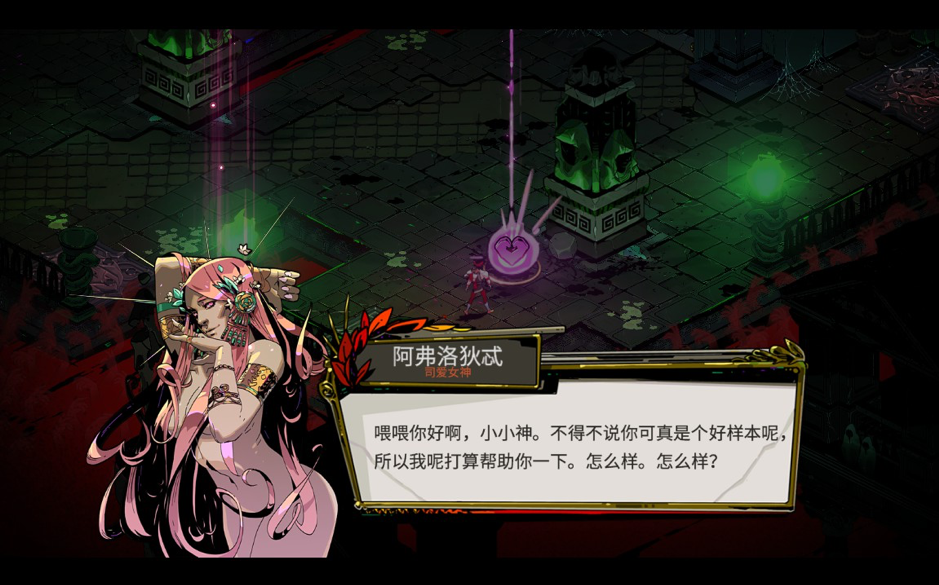 阿弗洛狄忒
司爱女神
喂喂你好啊，小小神。不得不说你可真是个好样本呢，
所以我呢打算帮助你一下。怎么样。怎么样？